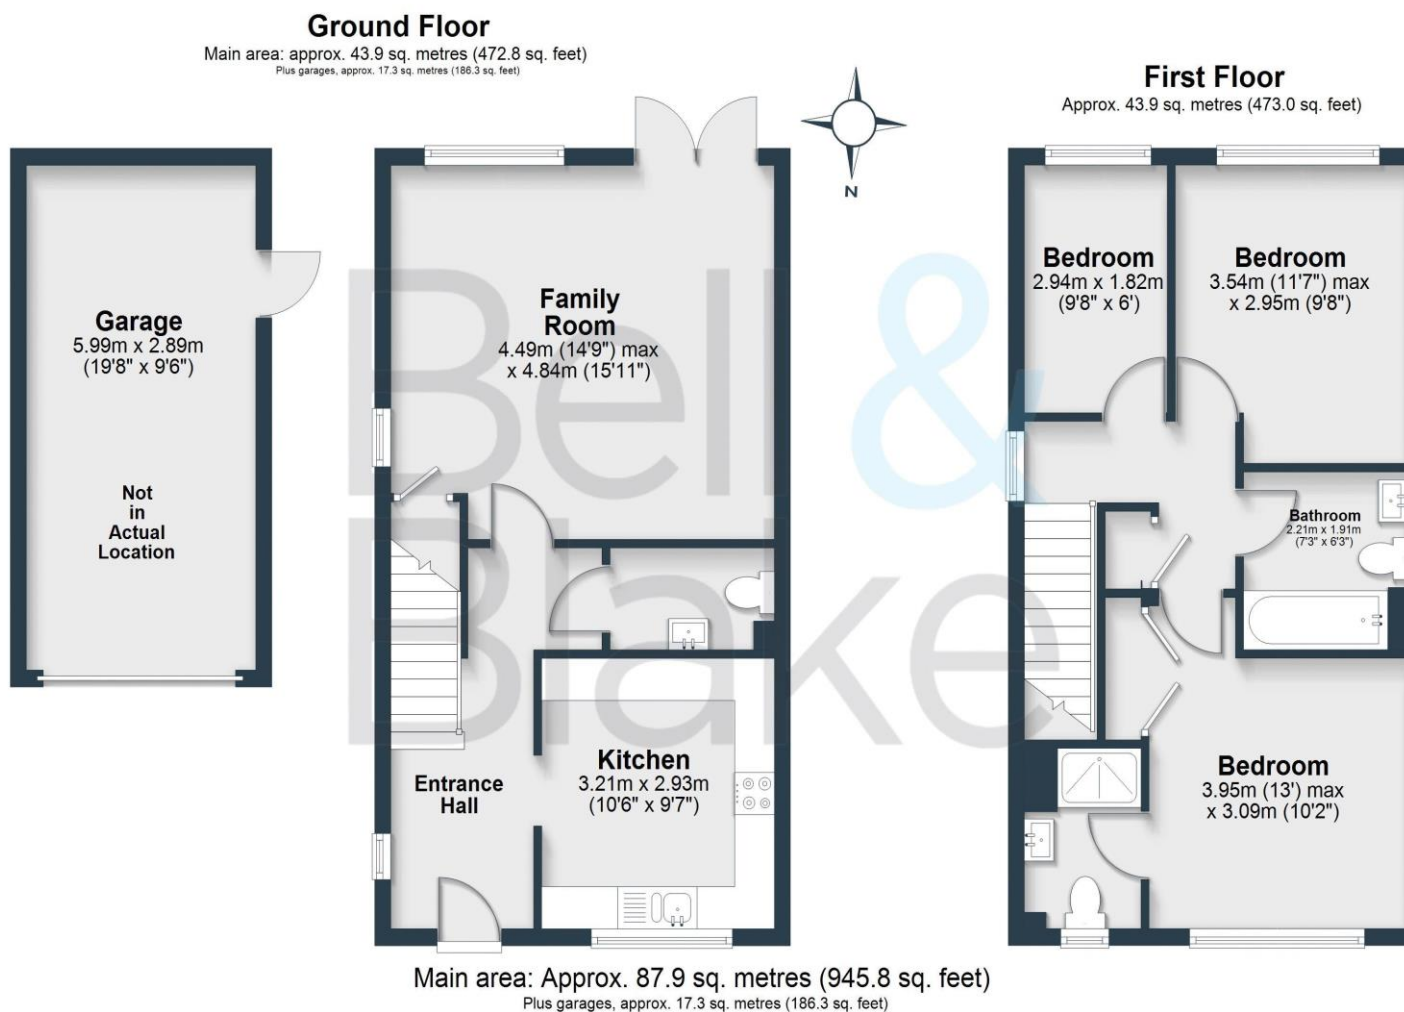 Ground Floor
Main area: approx. 43.9 sq. metres (472.8 sq. feet)
Plus garages, approx. 17.3 sq. metres (186.3 sq. feet)
First Floor
Approx. 43.9 sq. metres (473.0 sq. feet)
N
Garage
5.99m x 2.89m
(19'8" x 9'6")
Not
in
Actual
Location
Family
Room
4.49m (14'9") max
x 4.84m (15'11")
Bedroom
2.94m x 1.82m
(9'8" x 6')
Bedroom
3.54m (11'7") max
x 2.95m (9'8")
Bell &
Blake
Bathroom
2.21m x 1.91m
(7'3" x 6'3")
Entrance
Hall
Kitchen
3.21m x 2.93m
(10'6" x 9'7")
Bedroom
3.95m (13') max
x 3.09m (10'2")
Main area: Approx. 87.9 sq. metres (945.8 sq. feet)
Plus garages, approx. 17.3 sq. metres (186.3 sq. feet)